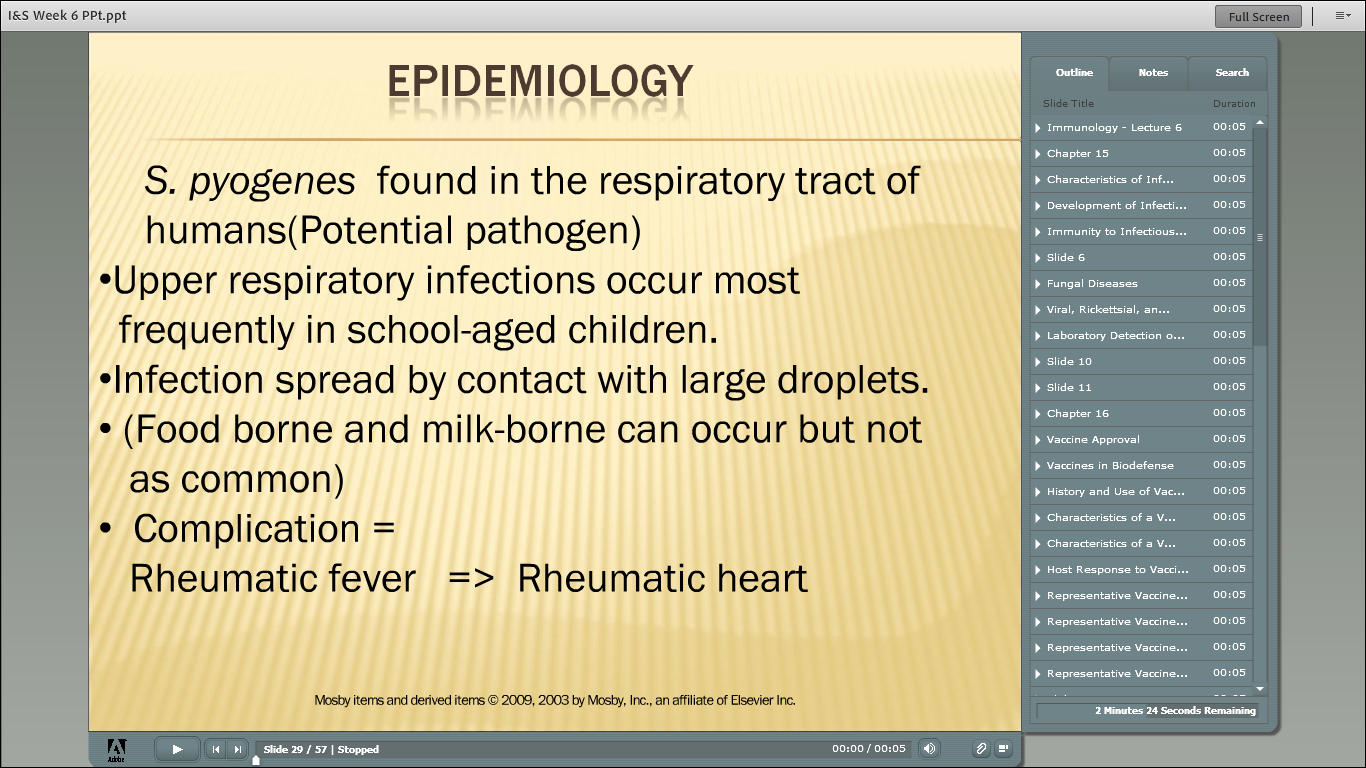 I&S Week 6 PPt.ppt
Full Screen
EPIDEMIOLOGY
S. pyogenes found in the respiratory tract of
humans(Potential pathogen)
•Upper respiratory infections occur most
frequently in school-aged children.
•Infection spread by contact with large droplets.
• (Food borne and milk-borne can occur but not
as common)
• Complication =
Rheumatic fever => Rheumatic heart
Mosby items and derived items © 2009, 2003 by Mosby, Inc., an affiliate of Elsevier Inc.
Outline Notes Search
Slide Title Duration
Immunology - Lecture 6 00:05
Chapter 15 00:05
Characteristics of Inf... 00:05
Development of Infecti... 00:05
Immunity to Infectious... 00:05
Slide 6 00:05
Fungal Diseases 00:05
Viral, Rickettsial, an... 00:05
Laboratory Detection o... 00:05
Slide 10 00:05
Slide 11 00:05
Chapter 16 00:05
Vaccine Approval 00:05
Vaccines in Biodefense 00:05
History and Use of Vac... 00:05
Characteristics of a V... 00:05
Characteristics of a V... 00:05
Host Response to Vacci... 00:05
Representative Vaccine... 00:05
Representative Vaccine... 00:05
Representative Vaccine... 00:05
Representative Vaccine... 00:05
2 Minutes 24 Seconds Remaining
Adobe
Slide 29 / 57 | Stopped
00:00 / 00:05